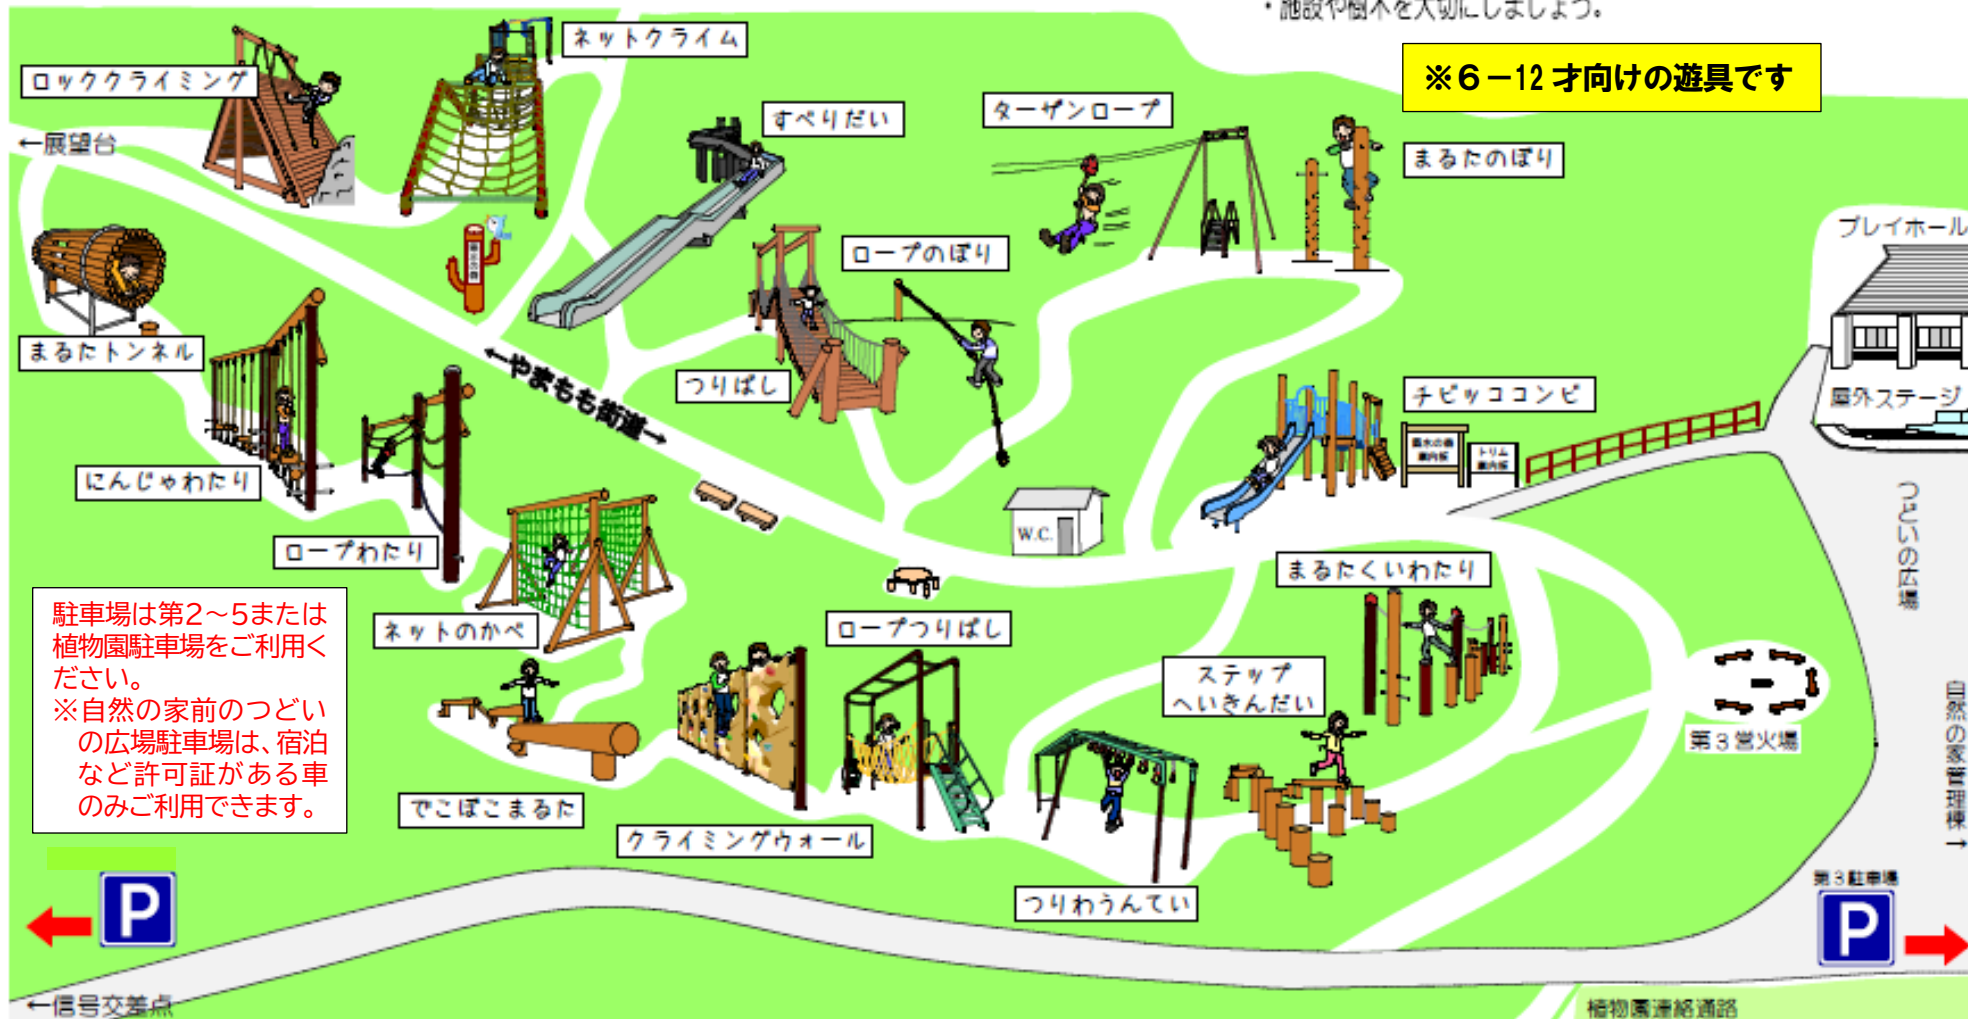 ・施設や樹木を大切にしましょう。
※6－12才向けの遊具です
ネットクライム
ロッククライミング
すべりだい
ターザンロープ
まるたのぼり
←展望台
プレイホール
ロープのぼり
まるたトンネル
←やまもも街道→
つりばし
チビッココンビ
屋外ステージ
トリム
案内板
にんじゃわたり
つどいの広場
W.C.
ロープわたり
まるたくいわたり
駐車場は第2～5または
植物園駐車場をご利用く
ださい。
※自然の家前のつどい
の広場駐車場は、宿泊
など許可証がある車
のみご利用できます。
ネットのかべ
ロープつりばし
ステップ
へいきんだい
第3営火場
自然の家管理棟→
でこぼこまるた
クライミングウォール
つりわうんてい
第3駐車場
P
P
←信号交差点
植物園連絡通路